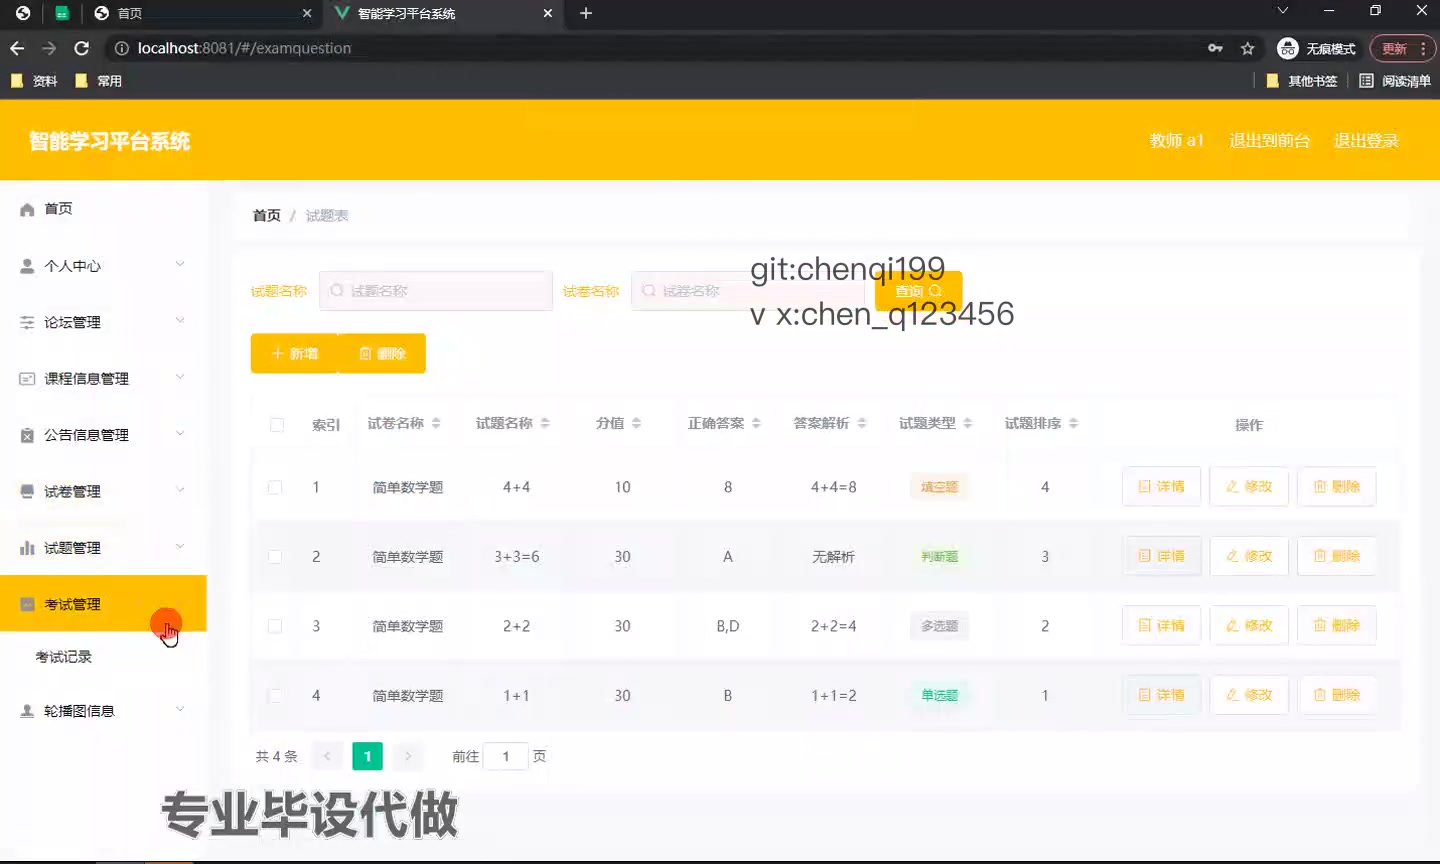 首页
智能学习平台系统
localhost:8081/#/examquestion
无痕模式
更新
资料
常用
其他书签
阅读清单
智能学习平台系统
教师 a1
退出到前台
退出登录
首页
个人中心
论坛管理
课程信息管理
公告信息管理
试卷管理
试题管理
考试管理
考试记录
轮播图信息
首页 / 试题表
试题名称 试题名称 试卷名称 试卷名称 查询
git:chenqi199
v x:chen_q123456
新增 删除
索引 试卷名称 试题名称 分值 正确答案 答案解析 试题类型 试题排序 操作
1 简单数学题 4+4 10 8 4+4=8 填空题 4 详情 修改 删除
2 简单数学题 3+3=6 30 A 无解析 判断题 3 详情 修改 删除
3 简单数学题 2+2 30 B,D 2+2=4 多选题 2 详情 修改 删除
4 简单数学题 1+1 30 B 1+1=2 单选题 1 详情 修改 删除
共 4 条 < 1 > 前往 1 页
专业毕设代做